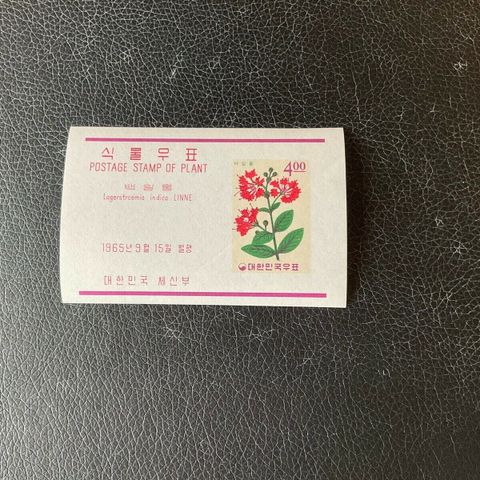 식물우표
POSTAGE STAMP OF PLANT
백일홍
Lagerstroemia indica LINNE
1965년 9월 15일 발행
대한민국 체신부
백일홍
4.00
대한민국우표